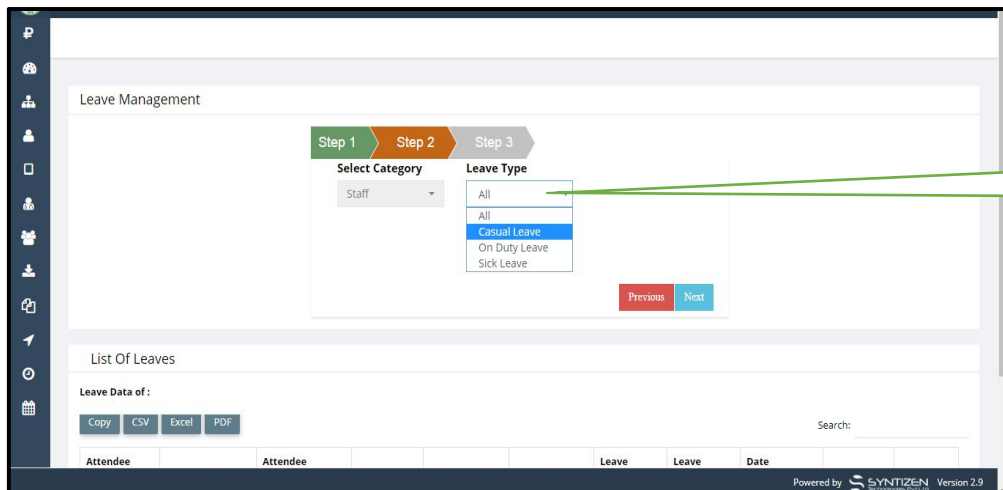 Leave Management
Step 1 Step 2 Step 3
Select Category Leave Type
Staff All
All
Casual Leave
On Duty Leave
Sick Leave
Previous Next
List Of Leaves
Leave Data of :
Copy CSV Excel PDF
Search:
Attendee Attendee Leave Leave Date
Powered by SYNTIZEN Version 2.9